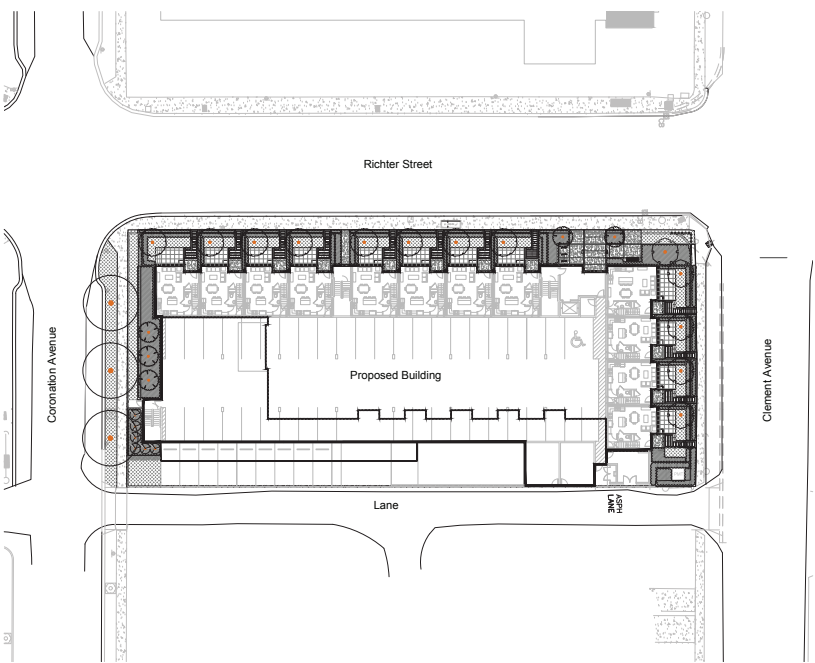 Richter Street
Coronation Avenue
Proposed Building
Clement Avenue
Lane
ASPH
LANE